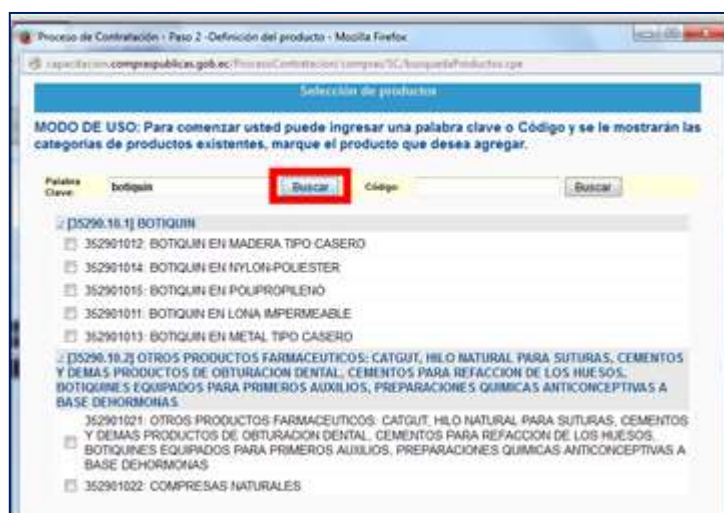 Proceso de Contratación - Paso 2 -Definición del producto - Mozilla Firefox
capacitacion.compraspublicas.gob.ec/ProcesoContratacion/compras/SC/busquedaProductos.cpe
Selección de productos
MODO DE USO: Para comenzar usted puede ingresar una palabra clave o Código y se le mostrarán las
categorías de productos existentes, marque el producto que desea agregar.
Palabra Clave: botiquin Buscar Código: Buscar
[35290.10.1] BOTIQUIN
352901012: BOTIQUIN EN MADERA TIPO CASERO
352901014: BOTIQUIN EN NYLON-POLIESTER
352901015: BOTIQUIN EN POLIPROPILENO
352901011: BOTIQUIN EN LONA IMPERMEABLE
352901013: BOTIQUIN EN METAL TIPO CASERO
[35290.10.2] OTROS PRODUCTOS FARMACEUTICOS: CATGUT, HILO NATURAL PARA SUTURAS, CEMENTOS
Y DEMAS PRODUCTOS DE OBTURACION DENTAL, CEMENTOS PARA REFACCION DE LOS HUESOS,
BOTIQUINES EQUIPADOS PARA PRIMEROS AUXILIOS, PREPARACIONES QUIMICAS ANTICONCEPTIVAS A
BASE DEHORMONAS
352901021: OTROS PRODUCTOS FARMACEUTICOS: CATGUT, HILO NATURAL PARA SUTURAS, CEMENTOS
Y DEMAS PRODUCTOS DE OBTURACION DENTAL, CEMENTOS PARA REFACCION DE LOS HUESOS,
BOTIQUINES EQUIPADOS PARA PRIMEROS AUXILIOS, PREPARACIONES QUIMICAS ANTICONCEPTIVAS A
BASE DEHORMONAS
352901022: COMPRESAS NATURALES